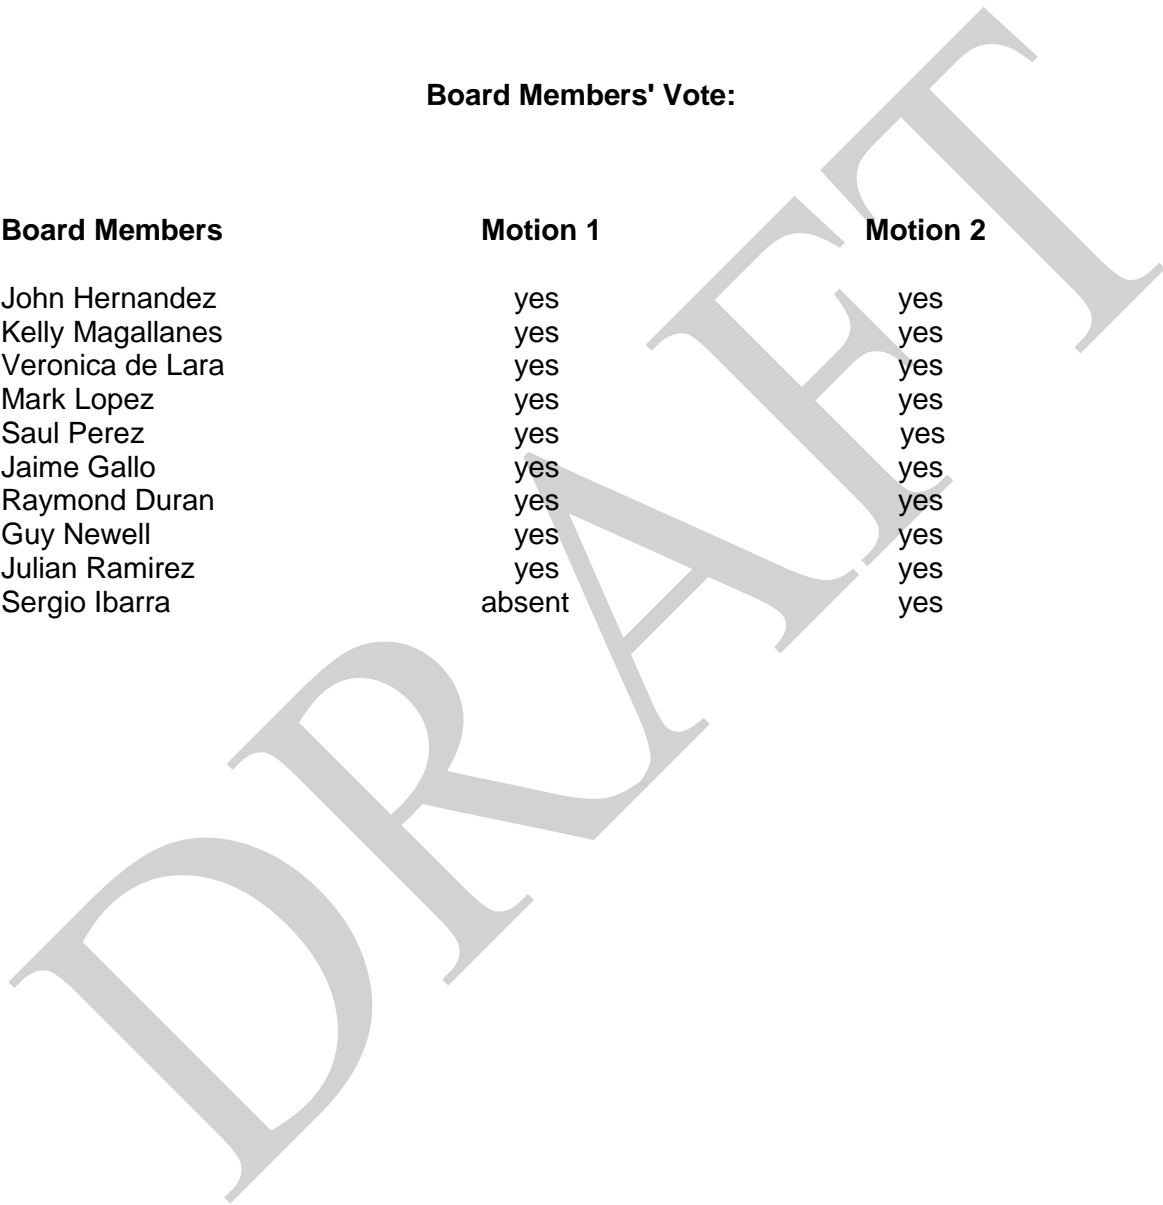 Board Members' Vote:
Board Members Motion 1 Motion 2
John Hernandez yes yes
Kelly Magallanes yes yes
Veronica de Lara yes yes
Mark Lopez yes yes
Saul Perez yes yes
Jaime Gallo yes yes
Raymond Duran yes yes
Guy Newell yes yes
Julian Ramirez yes yes
Sergio Ibarra absent yes
DRAFT